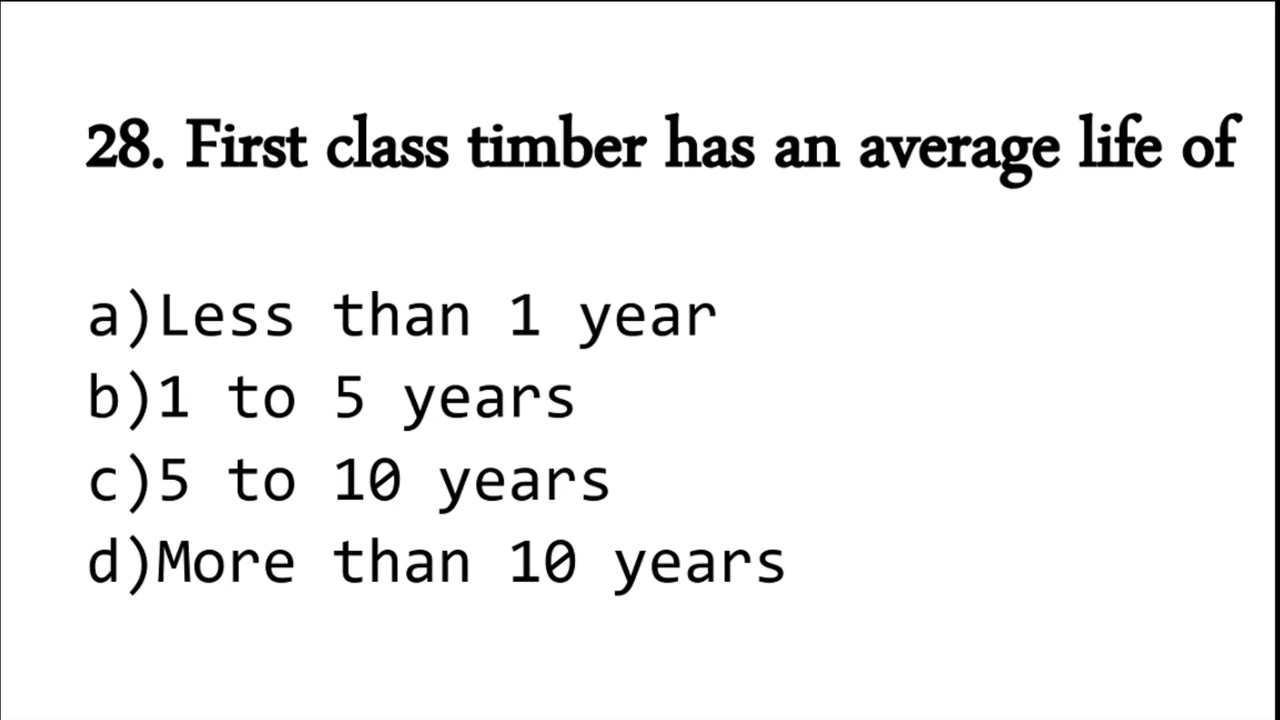 28. First class timber has an average life of
a)Less than 1 year
b)1 to 5 years
c)5 to 10 years
d)More than 10 years